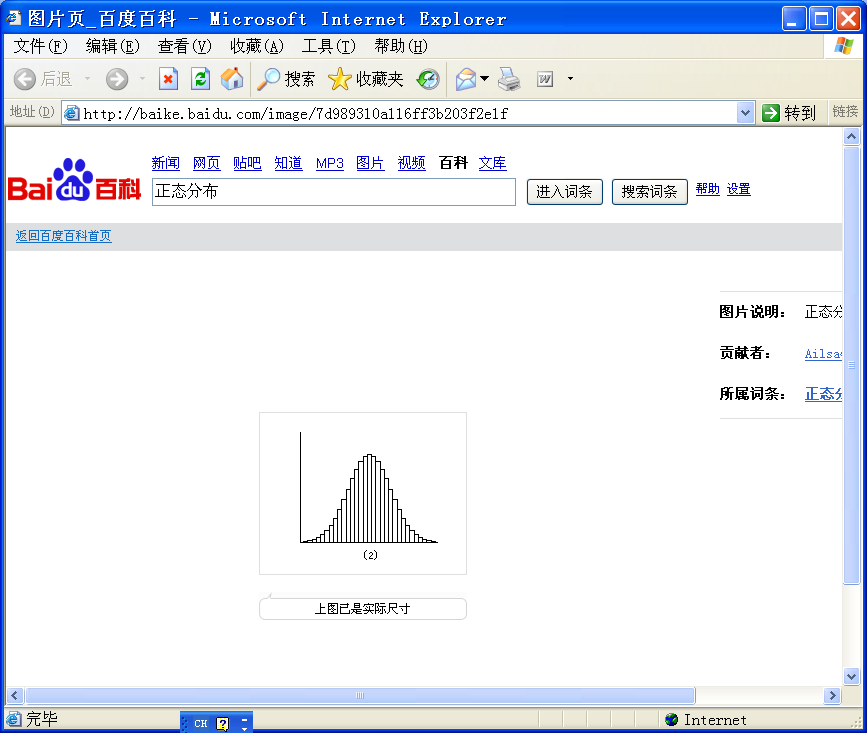 图片页_百度百科 - Microsoft Internet Explorer
文件(F) 编辑(E) 查看(V) 收藏(A) 工具(T) 帮助(H)
后退 搜索 收藏夹 W
地址(D) http://baike.baidu.com/image/7d989310a116ff3b203f2e1f 转到 链接
新闻 网页 贴吧 知道 MP3 图片 视频 百科 文库
Bai du 百科 正态分布 进入词条 搜索词条 帮助 设置
返回百度百科首页
图片说明: 正态分
贡献者: Ailsa
所属词条: 正态分
(2)
上图已是实际尺寸
完毕 CH ? Internet